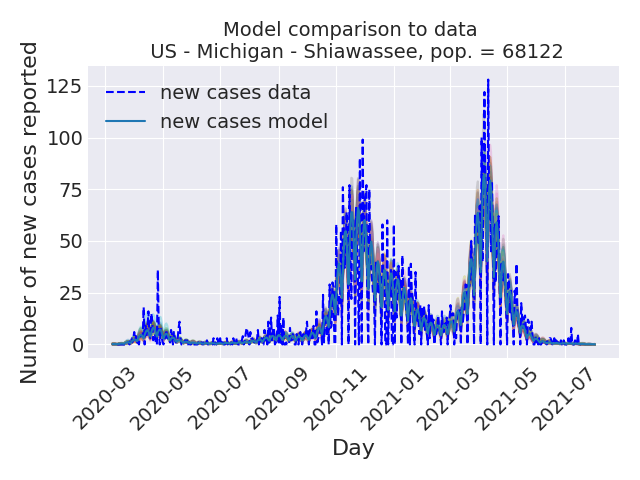 Model comparison to data
US - Michigan - Shiawassee, pop. = 68122
Number of new cases reported
125
100
75
50
25
0
new cases data
new cases model
2020-03
2020-05
2020-07
2020-09
2020-11
2021-01
2021-03
2021-05
2021-07
Day